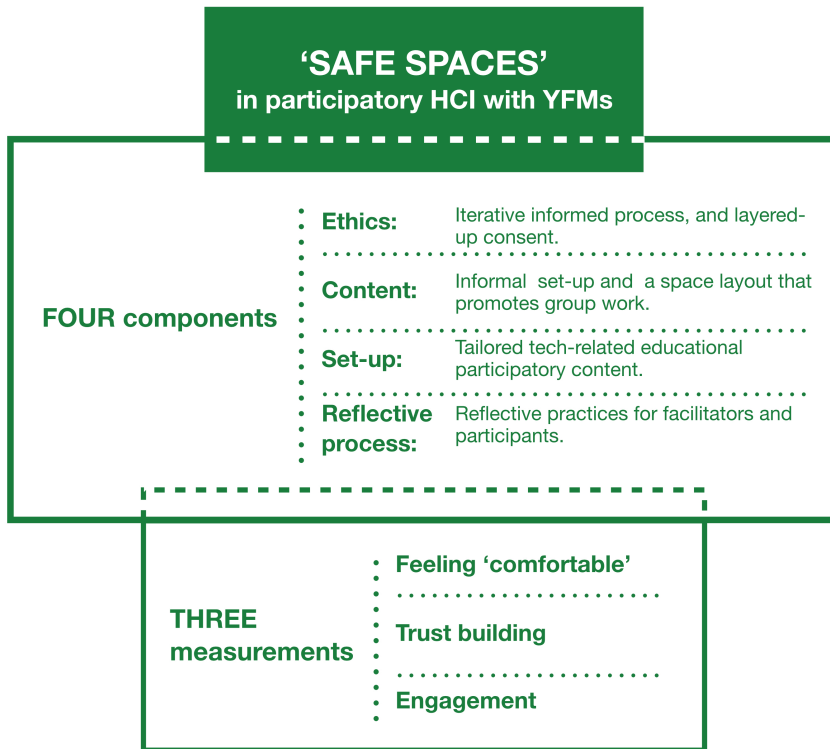 ‘SAFE SPACES’
in participatory HCI with YFMs
FOUR components
Ethics:
Iterative informed process, and layered-
up consent.
Content:
Informal set-up and a space layout that
promotes group work.
Set-up:
Tailored tech-related educational
participatory content.
Reflective
process:
Reflective practices for facilitators and
participants.
THREE
measurements
Feeling ‘comfortable’
Trust building
Engagement